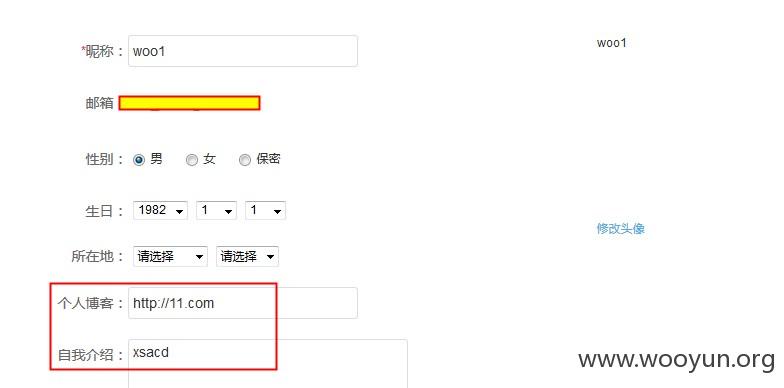 *昵称： woo1 woo1
邮箱
性别： 男 女 保密
生日： 1982 1 1
修改头像
所在地： 请选择 请选择
个人博客： http://11.com
自我介绍： xsacd
www.wooyun.org